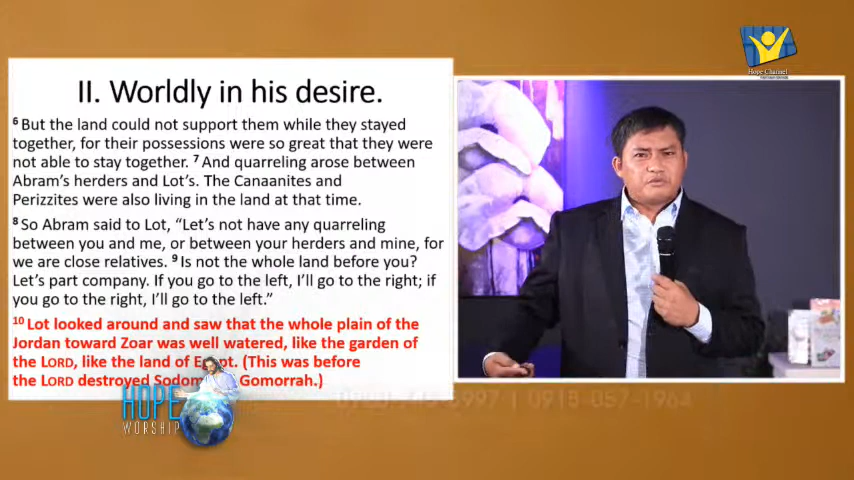 II. Worldly in his desire.
6 But the land could not support them while they stayed
together, for their possessions were so great that they were
not able to stay together. 7 And quarreling arose between
Abram's herders and Lot's. The Canaanites and
Perizzites were also living in the land at that time.
8 So Abram said to Lot, “Let's not have any quarreling
between you and me, or between your herders and mine, for
we are close relatives. 9 Is not the whole land before you?
Let's part company. If you go to the left, I'll go to the right; if
you go to the right, I'll go to the left.”
10 Lot looked around and saw that the whole plain of the
Jordan toward Zoar was well watered, like the garden of
the LORD, like the land of Egypt. (This was before
the LORD destroyed Sodom Gomorrah.)
HOPE
WORSHIP
Hope Channel